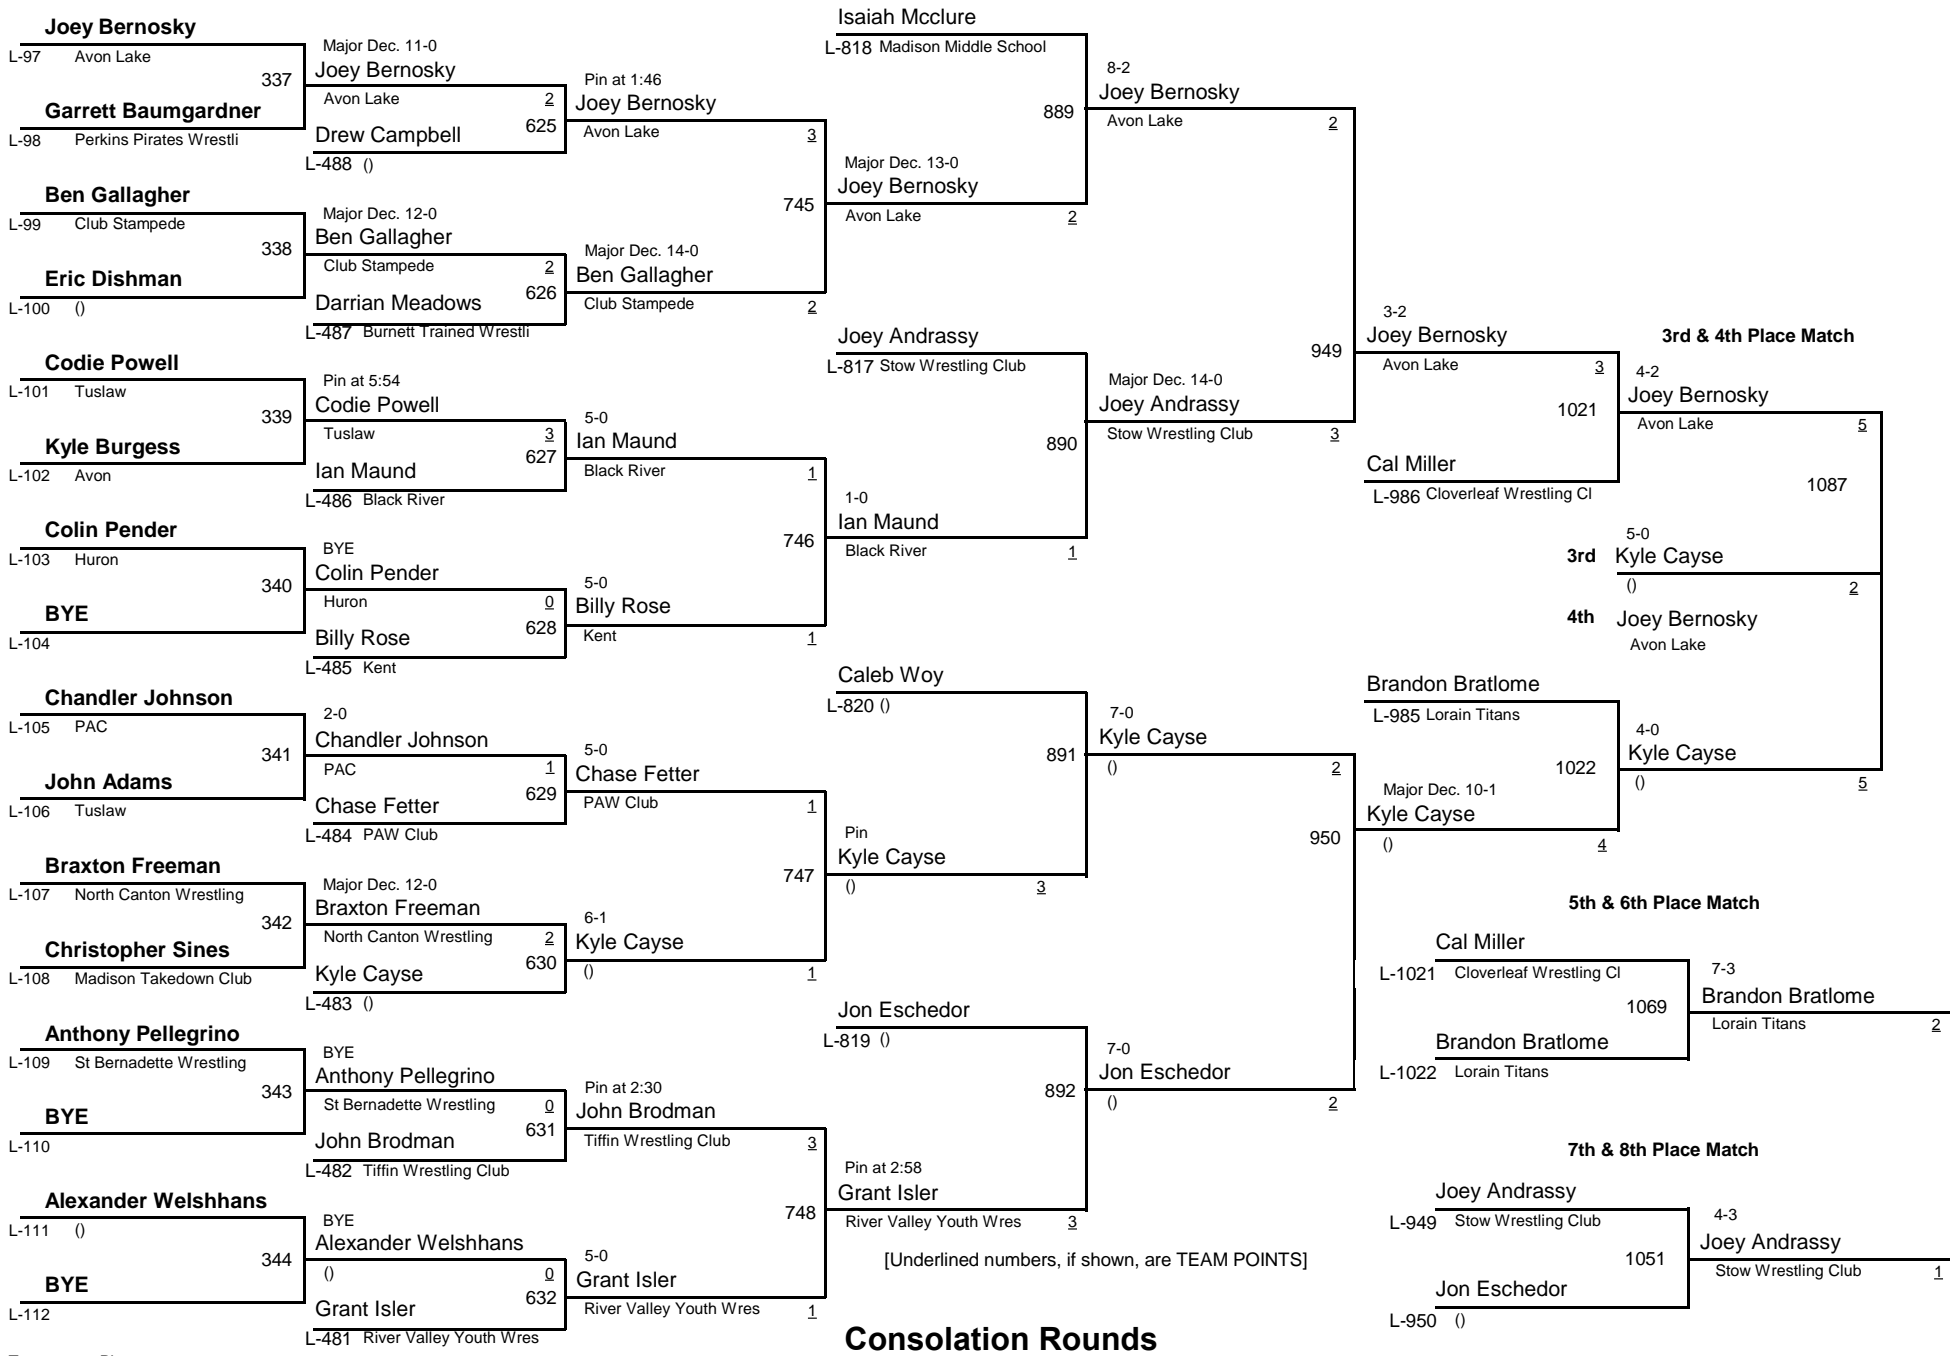 Joey Bernosky
L-97 Avon Lake
337
Garrett Baumgardner
L-98 Perkins Pirates Wrestli
Ben Gallagher
L-99 Club Stampede
338
Eric Dishman
L-100 ()
Codie Powell
L-101 Tuslaw
339
Kyle Burgess
L-102 Avon
Colin Pender
L-103 Huron
340
BYE
L-104
Chandler Johnson
L-105 PAC
341
John Adams
L-106 Tuslaw
Braxton Freeman
L-107 North Canton Wrestling
342
Christopher Sines
L-108 Madison Takedown Club
Anthony Pellegrino
L-109 St Bernadette Wrestling
343
BYE
L-110
Alexander Welshhans
L-111 ()
344
BYE
L-112
Major Dec. 11-0
Joey Bernosky
Avon Lake 2
625
Drew Campbell
L-488 ()
Major Dec. 12-0
Ben Gallagher
Club Stampede 2
626
Darrian Meadows
L-487 Burnett Trained Wrestli
Pin at 5:54
Codie Powell
Tuslaw 3
627
Ian Maund
L-486 Black River
BYE
Colin Pender
Huron 0
628
Billy Rose
L-485 Kent
2-0
Chandler Johnson
PAC 1
629
Chase Fetter
L-484 PAW Club
Major Dec. 12-0
Braxton Freeman
North Canton Wrestling 2
630
Kyle Cayse
L-483 ()
BYE
Anthony Pellegrino
St Bernadette Wrestling 0
631
John Brodman
L-482 Tiffin Wrestling Club
BYE
Alexander Welshhans
() 0
632
Grant Isler
L-481 River Valley Youth Wres
Pin at 1:46
Joey Bernosky
Avon Lake 3
745
Major Dec. 14-0
Ben Gallagher
Club Stampede 2
5-0
Ian Maund
Black River 1
746
5-0
Billy Rose
Kent 1
5-0
Chase Fetter
PAW Club 1
747
6-1
Kyle Cayse
() 1
Pin at 2:30
John Brodman
Tiffin Wrestling Club 3
748
5-0
Grant Isler
River Valley Youth Wres 1
Isaiah Mcclure
L-818 Madison Middle School
889
Major Dec. 13-0
Joey Bernosky
Avon Lake 2
Joey Andrassy
L-817 Stow Wrestling Club
890
1-0
Ian Maund
Black River 1
Caleb Woy
L-820 ()
891
Pin
Kyle Cayse
() 3
Jon Eschedor
L-819 ()
892
Pin at 2:58
Grant Isler
River Valley Youth Wres 3
8-2
Joey Bernosky
Avon Lake 2
949
Major Dec. 14-0
Joey Andrassy
Stow Wrestling Club 3
7-0
Kyle Cayse
() 2
950
7-0
Jon Eschedor
() 2
3-2
Joey Bernosky
Avon Lake 3
1021
Cal Miller
L-986 Cloverleaf Wrestling Cl
Brandon Bratlome
L-985 Lorain Titans
1022
Major Dec. 10-1
Kyle Cayse
() 4
3rd & 4th Place Match
4-2
Joey Bernosky
Avon Lake 5
1087
5-0
3rd Kyle Cayse
() 2
4th Joey Bernosky
Avon Lake
4-0
Kyle Cayse
() 5
5th & 6th Place Match
Cal Miller
L-1021 Cloverleaf Wrestling Cl
1069
Brandon Bratlome
L-1022 Lorain Titans
7-3
Brandon Bratlome
Lorain Titans 2
7th & 8th Place Match
Joey Andrassy
L-949 Stow Wrestling Club
1051
Jon Eschedor
L-950 ()
4-3
Joey Andrassy
Stow Wrestling Club 1
[Underlined numbers, if shown, are TEAM POINTS]
Consolation Rounds